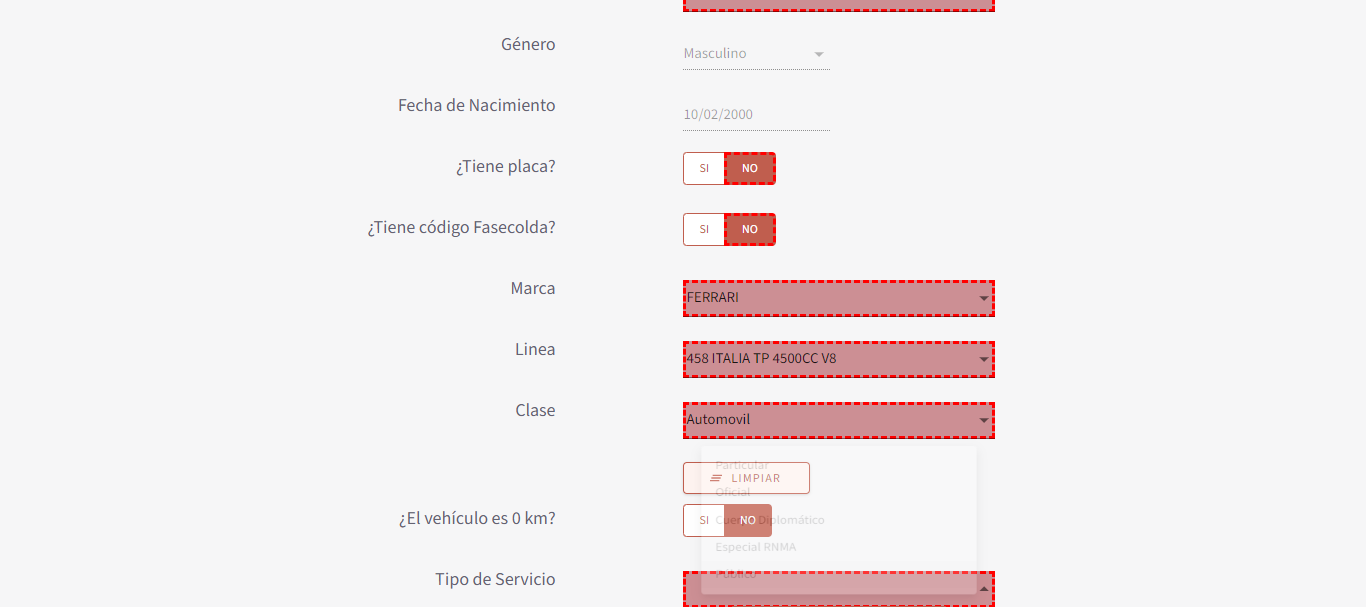 Género
Masculino
Fecha de Nacimiento
10/02/2000
¿Tiene placa?
SI NO
¿Tiene código Fasecolda?
SI NO
Marca
FERRARI
Linea
458 ITALIA TP 4500CC V8
Clase
Automovil
Particular
LIMPIAR
Oficial
¿El vehículo es 0 km?
SI NO
Cuerpo Diplomático
Especial RNMA
Público
Tipo de Servicio